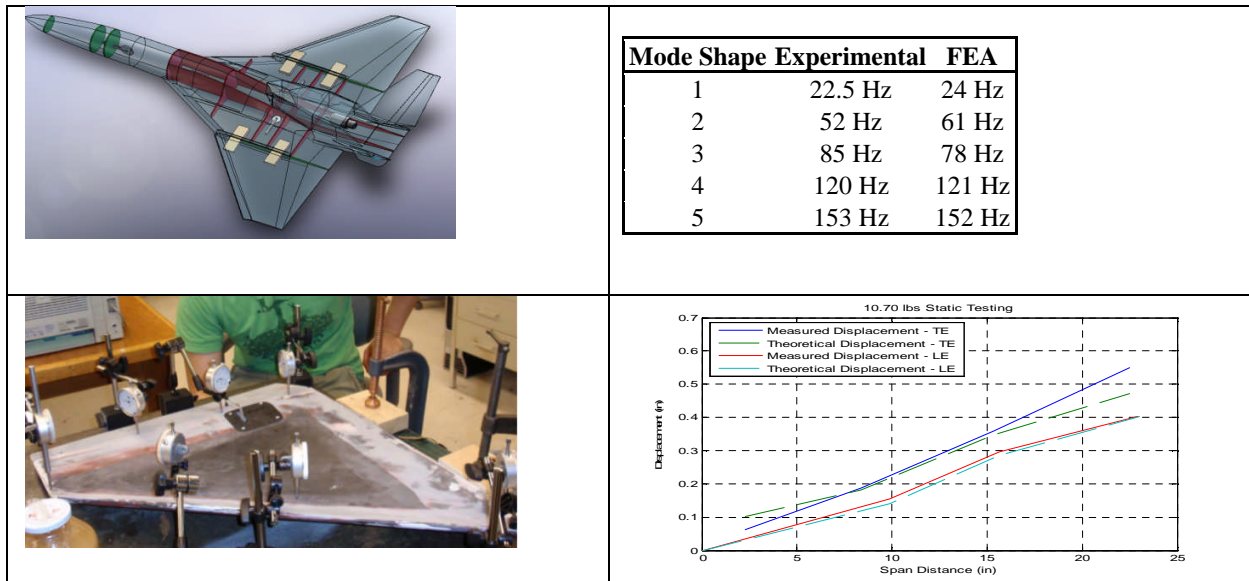 Mode Shape Experimental FEA
1 22.5 Hz 24 Hz
2 52 Hz 61 Hz
3 85 Hz 78 Hz
4 120 Hz 121 Hz
5 153 Hz 152 Hz
10.70 lbs Static Testing
Measured Displacement - TE
Theoretical Displacement - TE
Measured Displacement - LE
Theoretical Displacement - LE
0.7
0.6
0.5
0.4
0.3
0.2
0.1
0
Displacement (in)
0 5 10 15 20 25
Span Distance (in)